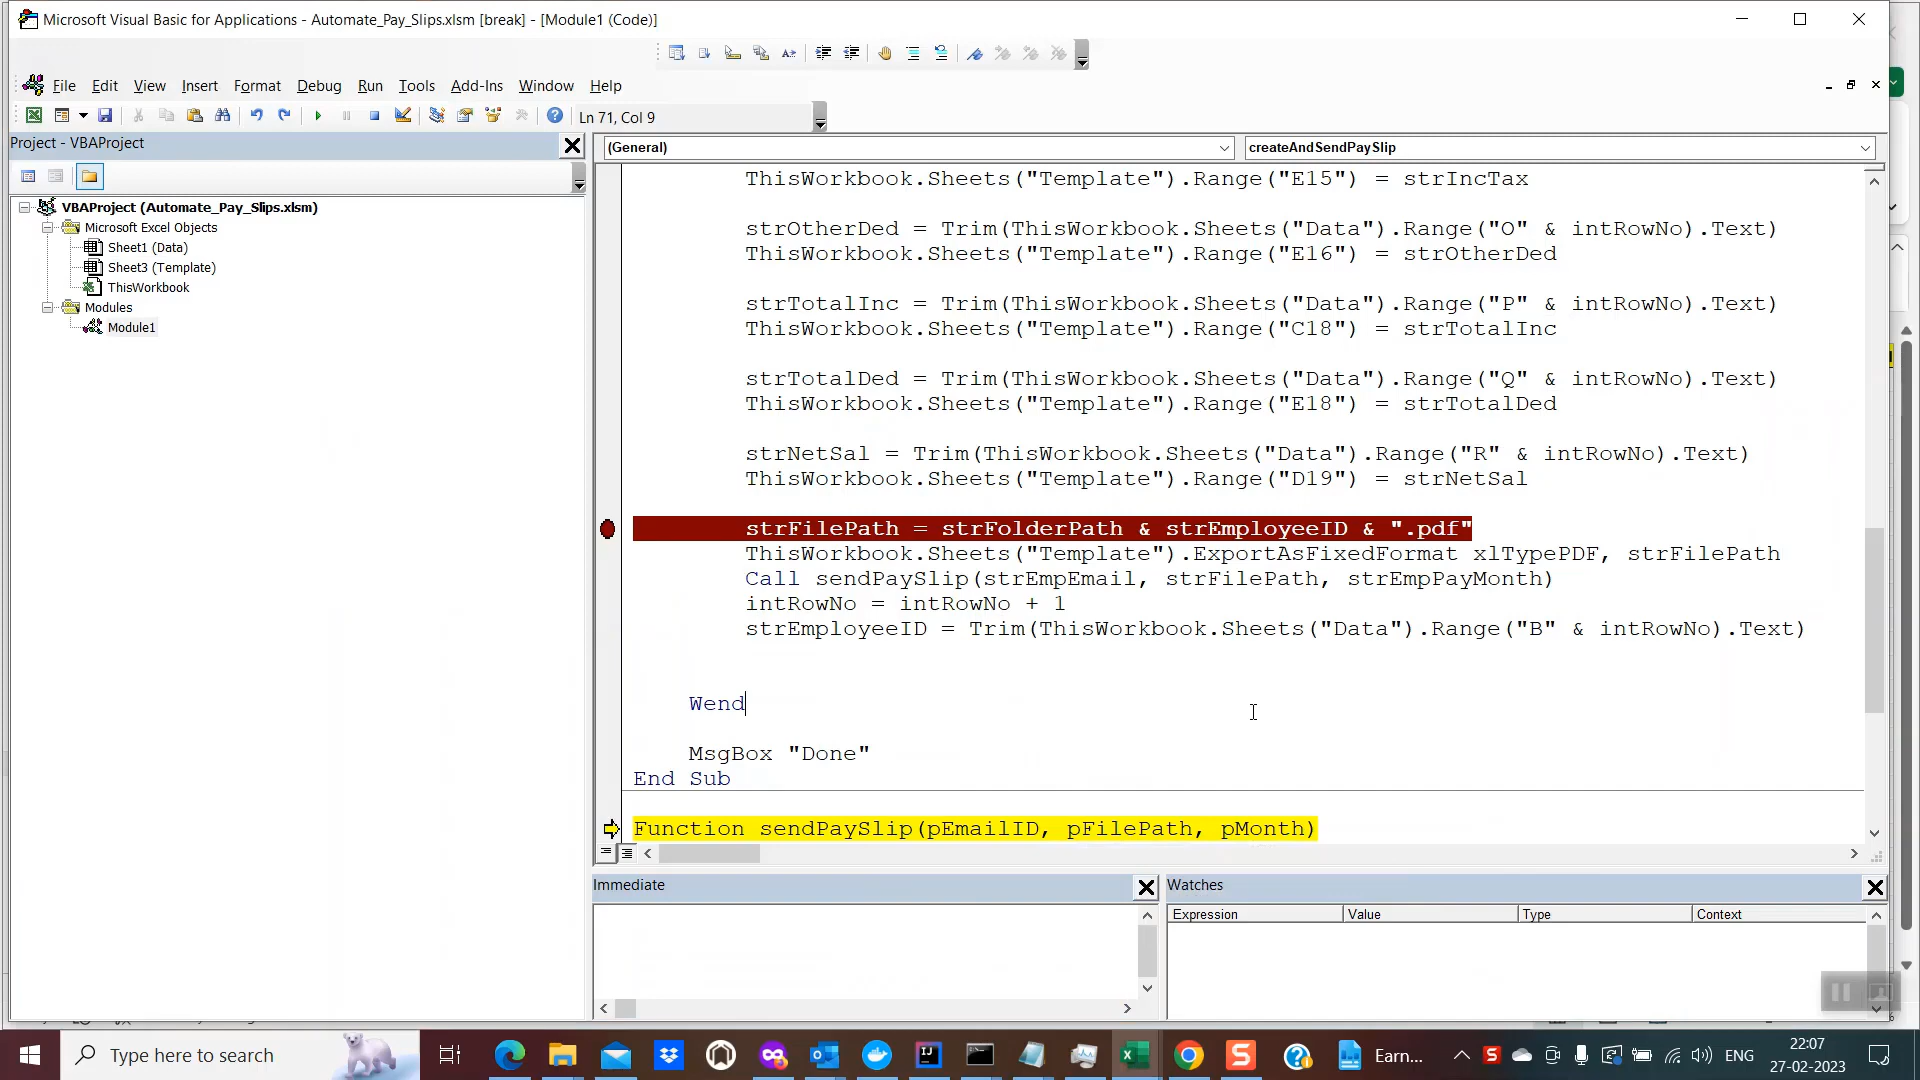 Microsoft Visual Basic for Applications - Automate_Pay_Slips.xlsm [break] - [Module1 (Code)]
File Edit View Insert Format Debug Run Tools Add-Ins Window Help
Ln 71, Col 9
Project - VBAProject
(General)
createAndSendPaySlip
VBAProject (Automate_Pay_Slips.xlsm)
Microsoft Excel Objects
Sheet1 (Data)
Sheet3 (Template)
ThisWorkbook
Modules
Module1
ThisWorkbook.Sheets("Template").Range("E15") = strIncTax
strOtherDed = Trim(ThisWorkbook.Sheets("Data").Range("O" & intRowNo).Text)
ThisWorkbook.Sheets("Template").Range("E16") = strOtherDed
strTotalInc = Trim(ThisWorkbook.Sheets("Data").Range("P" & intRowNo).Text)
ThisWorkbook.Sheets("Template").Range("C18") = strTotalInc
strTotalDed = Trim(ThisWorkbook.Sheets("Data").Range("Q" & intRowNo).Text)
ThisWorkbook.Sheets("Template").Range("E18") = strTotalDed
strNetSal = Trim(ThisWorkbook.Sheets("Data").Range("R" & intRowNo).Text)
ThisWorkbook.Sheets("Template").Range("D19") = strNetSal
strFilePath = strFolderPath & strEmployeeID & ".pdf"
ThisWorkbook.Sheets("Template").ExportAsFixedFormat xlTypePDF, strFilePath
Call sendPaySlip(strEmpEmail, strFilePath, strEmpPayMonth)
intRowNo = intRowNo + 1
strEmployeeID = Trim(ThisWorkbook.Sheets("Data").Range("B" & intRowNo).Text)
Wend
MsgBox "Done"
End Sub
Function sendPaySlip(pEmailID, pFilePath, pMonth)
Immediate
Watches
Expression Value Type Context
Type here to search
Earn...
ENG
22:07
27-02-2023